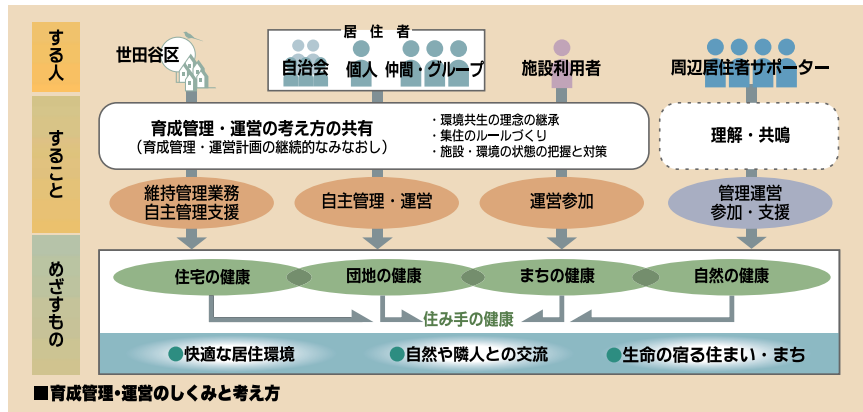 する人
世田谷区
居住者
自治会 個人 仲間・グループ
施設利用者
周辺居住者サポーター
すること
育成管理・運営の考え方の共有
（育成管理・運営計画の継続的なみなおし）
・環境共生の理念の継承
・集住のルールづくり
・施設・環境の状態の把握と対策
理解・共鳴
維持管理業務
自主管理支援
自主管理・運営
運営参加
管理運営
参加・支援
めざすもの
住宅の健康
団地の健康
まちの健康
自然の健康
住み手の健康
●快適な居住環境
●自然や隣人との交流
●生命の宿る住まい・まち
■育成管理・運営のしくみと考え方